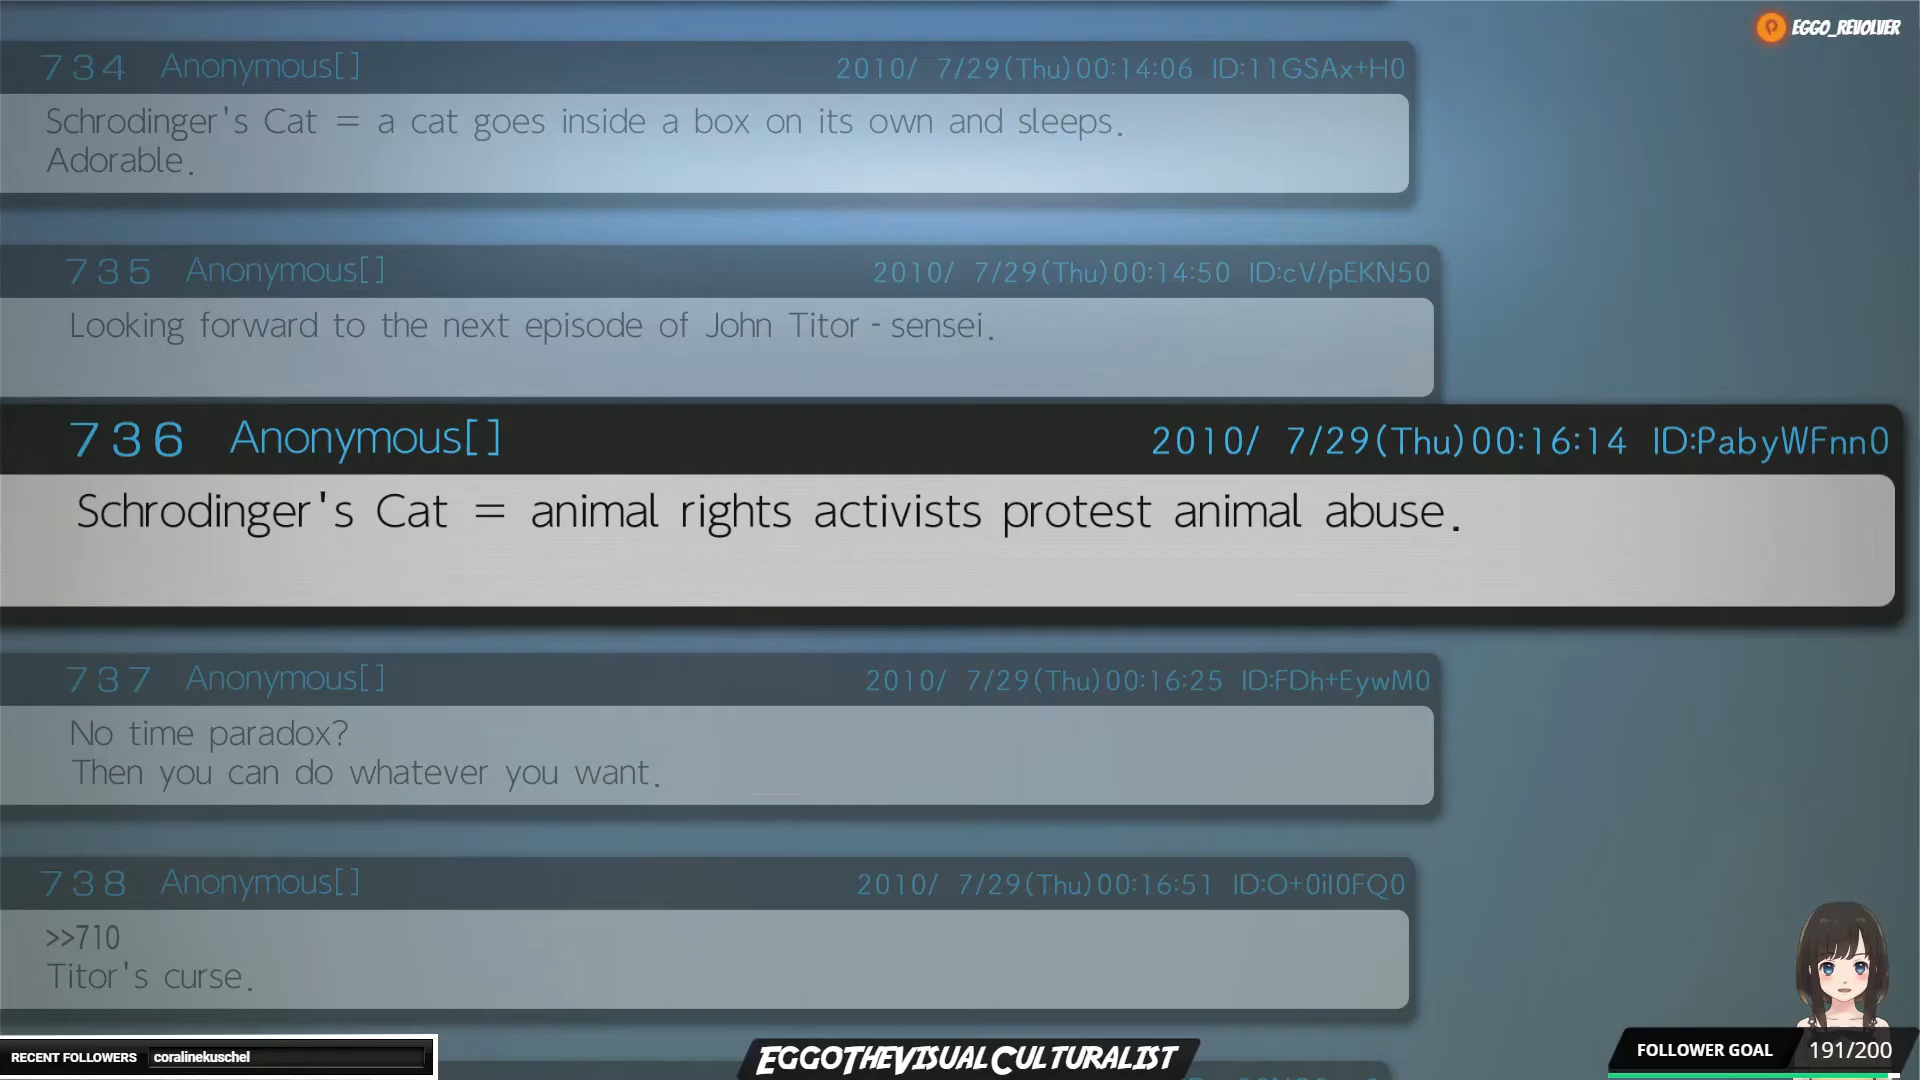 EGGO_REVOLVER
734 Anonymous[] 2010/ 7/29(Thu)00:14:06 ID:11GSAx+H0
Schrodinger's Cat = a cat goes inside a box on its own and sleeps.
Adorable.
735 Anonymous[] 2010/ 7/29(Thu)00:14:50 ID:cV/pEKN50
Looking forward to the next episode of John Titor-sensei.
736 Anonymous[] 2010/ 7/29(Thu)00:16:14 ID:PabyWFnn0
Schrodinger's Cat = animal rights activists protest animal abuse.
737 Anonymous[] 2010/ 7/29(Thu)00:16:25 ID:FDh+EywM0
No time paradox?
Then you can do whatever you want.
738 Anonymous[] 2010/ 7/29(Thu)00:16:51 ID:O+0iI0FQ0
>>710
Titor's curse.
RECENT FOLLOWERS coralinekuschel
EGGOTHEVISUALCULTURALIST
FOLLOWER GOAL 191/200